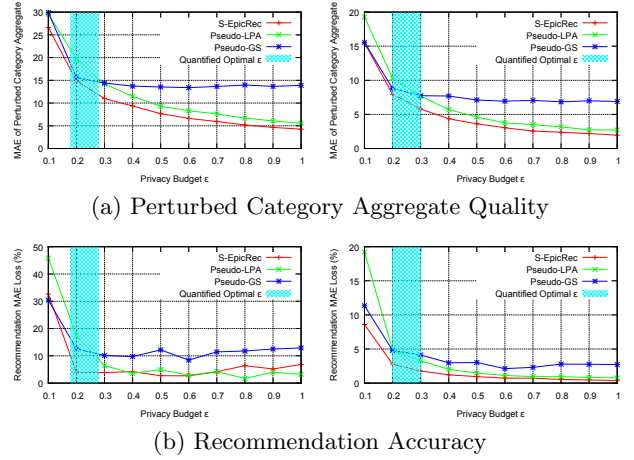 MAE of Perturbed Category Aggregate
30
25
20
15
10
5
0
S-EpicRec
Pseudo-LPA
Pseudo-GS
Quantified Optimal ε
0.1 0.2 0.3 0.4 0.5 0.6 0.7 0.8 0.9 1
Privacy Budget ε
MAE of Perturbed Category Aggregate
20
15
10
5
0
S-EpicRec
Pseudo-LPA
Pseudo-GS
Quantified Optimal ε
0.1 0.2 0.3 0.4 0.5 0.6 0.7 0.8 0.9 1
Privacy Budget ε
(a) Perturbed Category Aggregate Quality
Recommendation MAE Loss (%)
50
40
30
20
10
0
S-EpicRec
Pseudo-LPA
Pseudo-GS
Quantified Optimal ε
0.1 0.2 0.3 0.4 0.5 0.6 0.7 0.8 0.9 1
Privacy Budget ε
Recommendation MAE Loss (%)
20
15
10
5
0
S-EpicRec
Pseudo-LPA
Pseudo-GS
Quantified Optimal ε
0.1 0.2 0.3 0.4 0.5 0.6 0.7 0.8 0.9 1
Privacy Budget ε
(b) Recommendation Accuracy